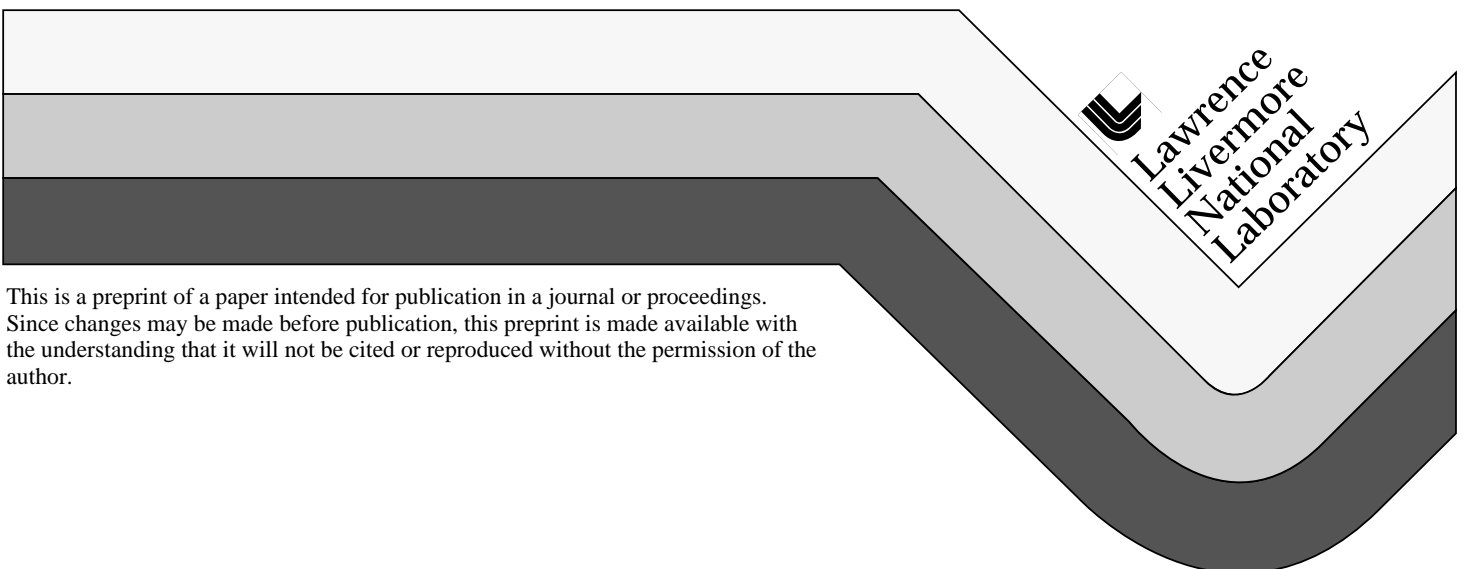 Lawrence
Livermore
National
Laboratory
This is a preprint of a paper intended for publication in a journal or proceedings.
Since changes may be made before publication, this preprint is made available with
the understanding that it will not be cited or reproduced without the permission of the
author.